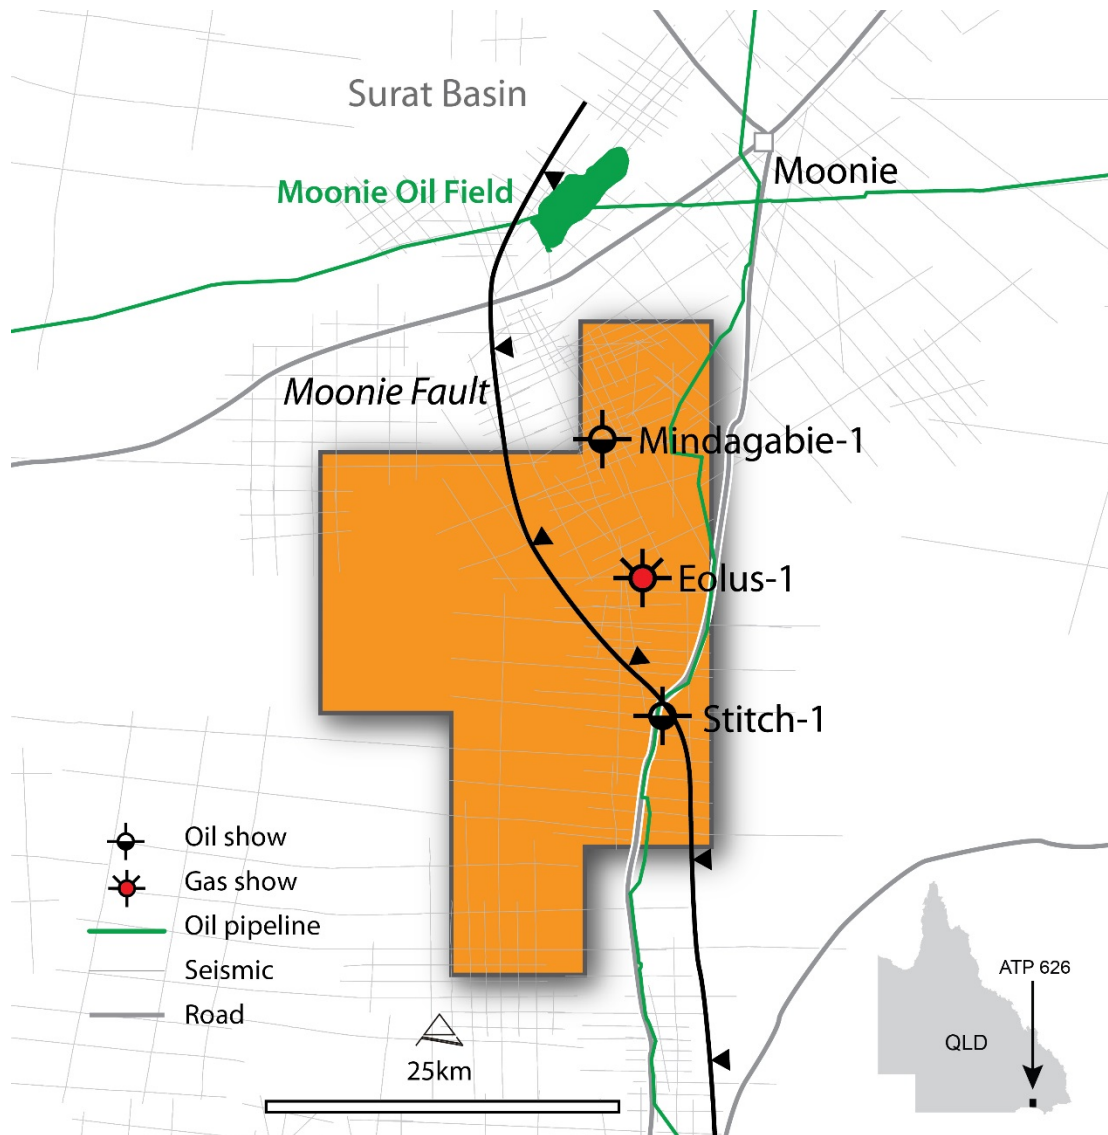 Surat Basin
Moonie Oil Field
Moonie
Moonie Fault
Mindagabie-1
Eolus-1
Stitch-1
Oil show
Gas show
Oil pipeline
Seismic
Road
25km
ATP 626
QLD